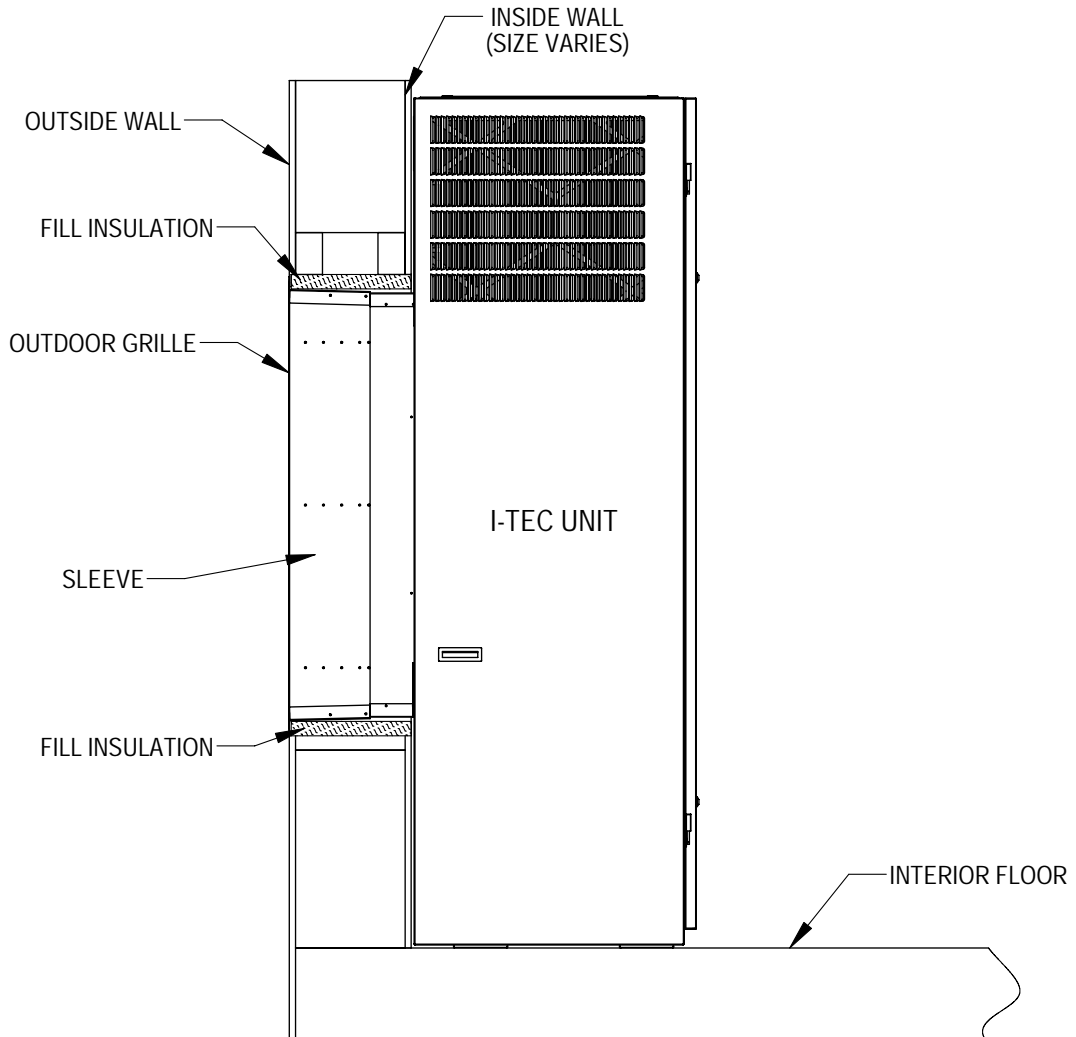 INSIDE WALL
(SIZE VARIES)
OUTSIDE WALL
FILL INSULATION
OUTDOOR GRILLE
I-TEC UNIT
SLEEVE
FILL INSULATION
INTERIOR FLOOR